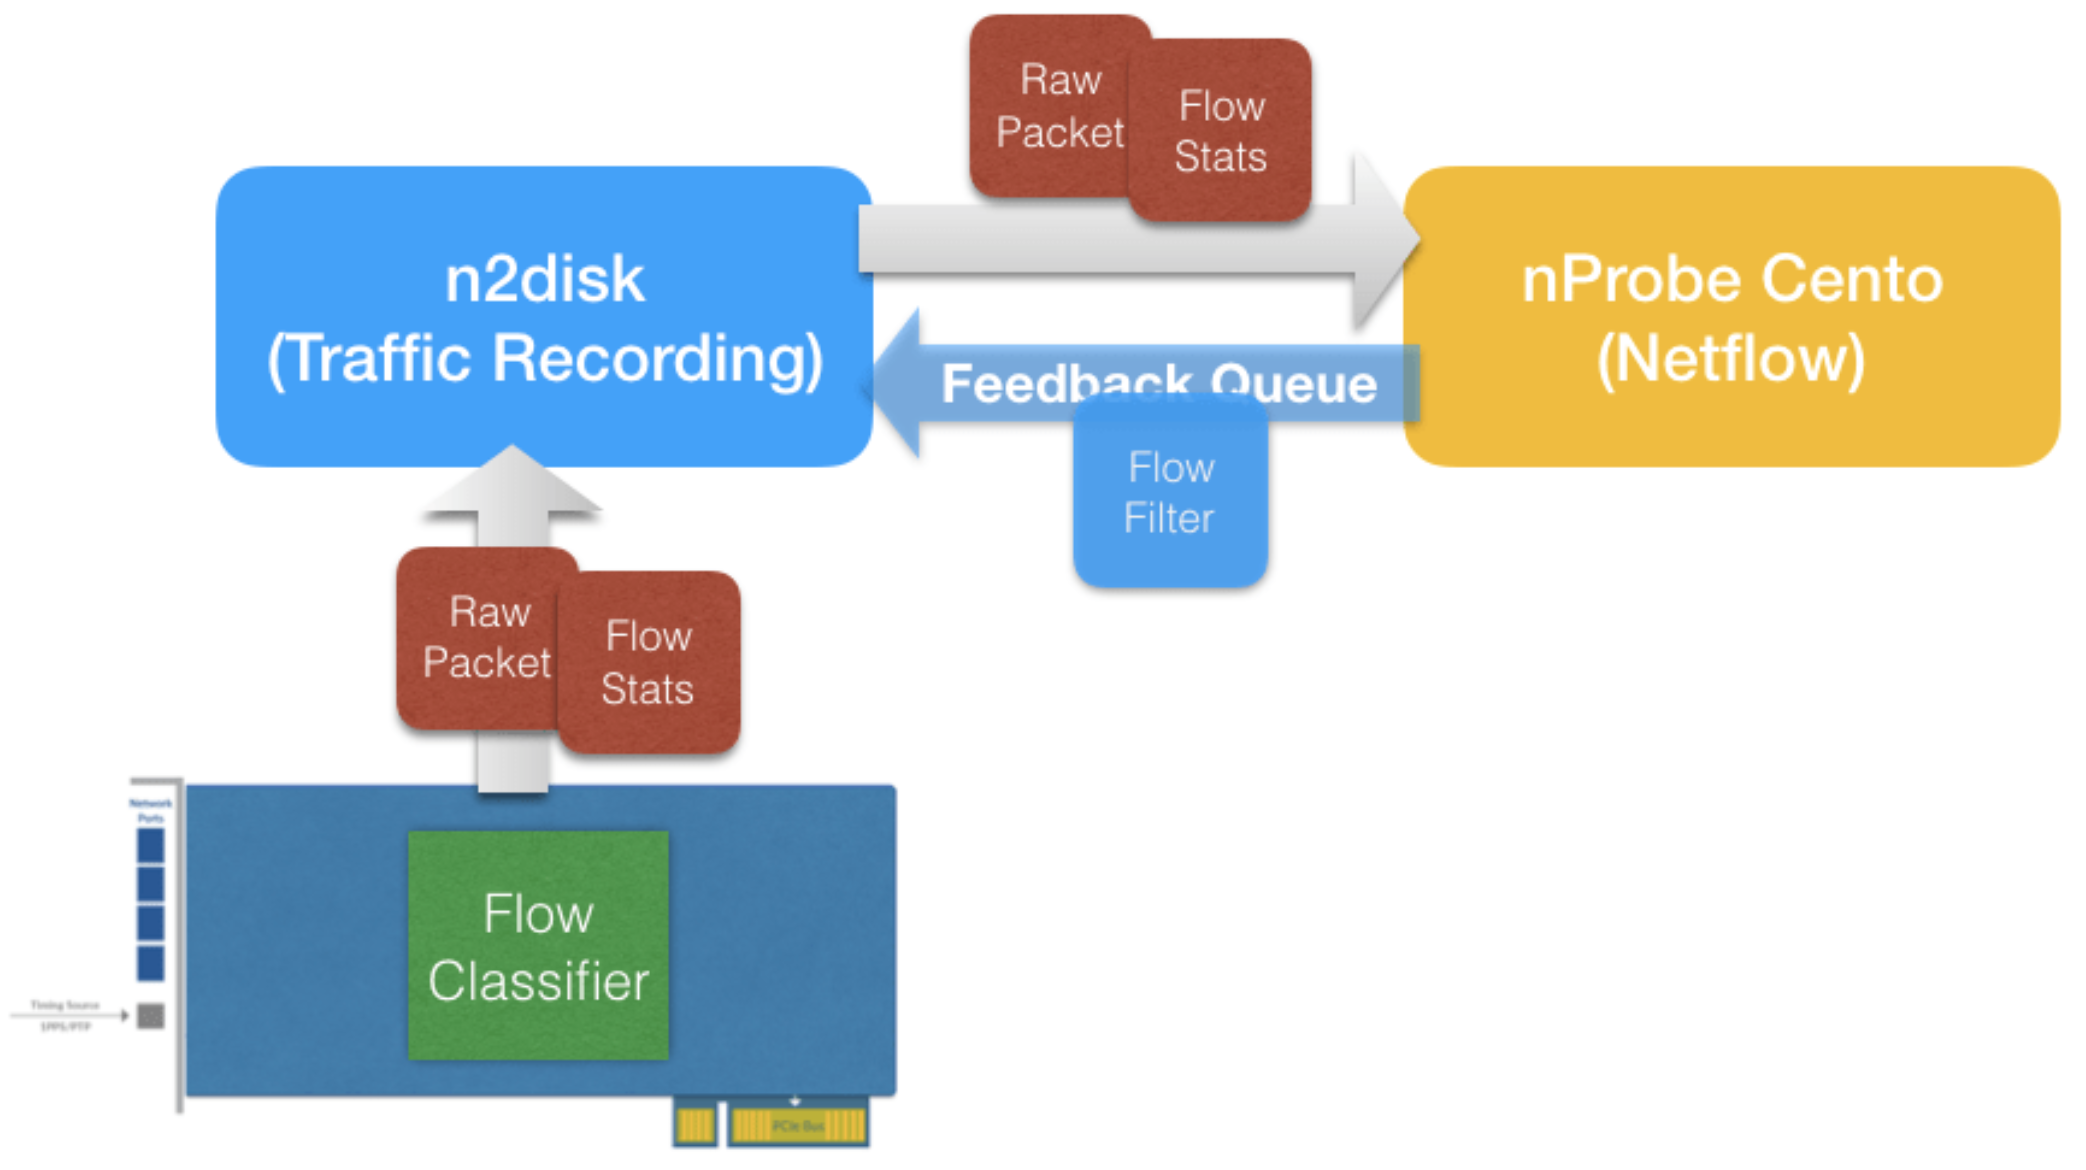 Raw
Packet
Flow
Stats
n2disk
(Traffic Recording)
nProbe Cento
(Netflow)
Feedback Queue
Flow
Filter
Raw
Packet
Flow
Stats
Network
Ports
Flow
Classifier
Timing Source
1PPS/PTP
PCIe Bus